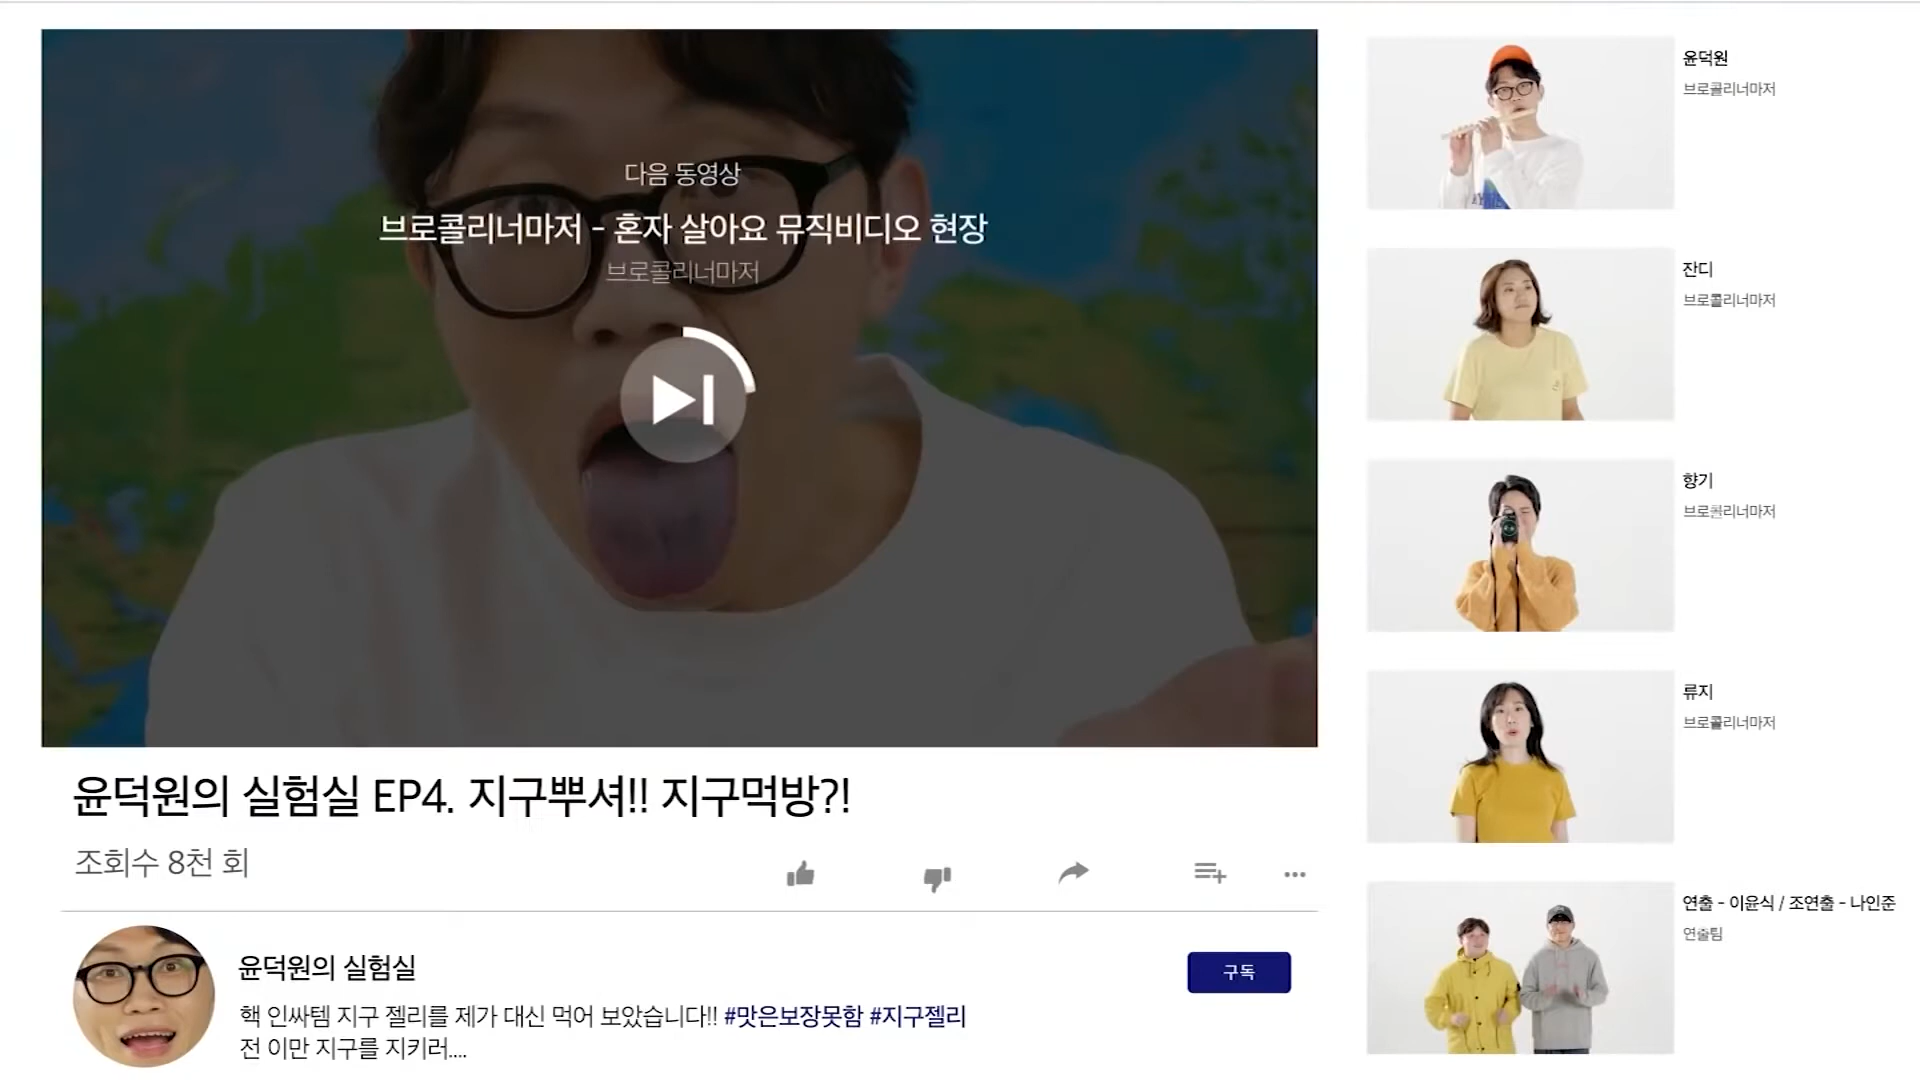 다음 동영상
브로콜리너마저 - 혼자 살아요 뮤직비디오 현장
브로콜리너마저
윤덕원의 실험실 EP4. 지구뿌셔!! 지구먹방?!
조회수 8천 회
윤덕원의 실험실
구독
핵 인싸템 지구 젤리를 제가 대신 먹어 보았습니다!! #맛은보장못함 #지구젤리
전 이만 지구를 지키러....
윤덕원
브로콜리너마저
잔디
브로콜리너마저
향기
브로콜리너마저
류지
브로콜리너마저
연출 - 이윤식 / 조연출 - 나인준
연출팀